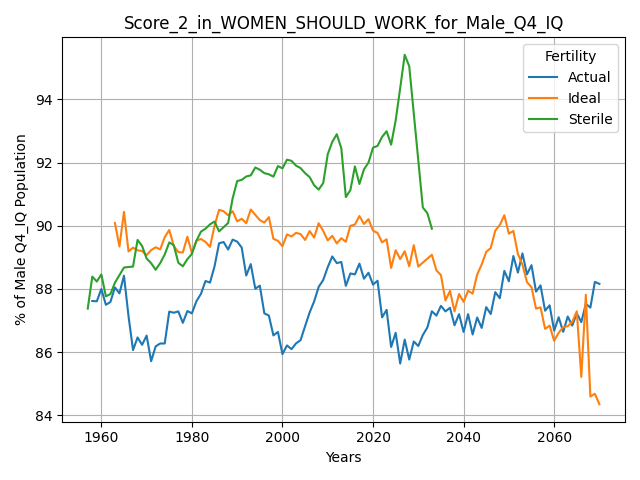 Score_2_in_WOMEN_SHOULD_WORK_for_Male_Q4_IQ
Fertility
Actual
Ideal
Sterile
% of Male Q4_IQ Population
94
92
90
88
86
84
1960
1980
2000
2020
2040
2060
Years